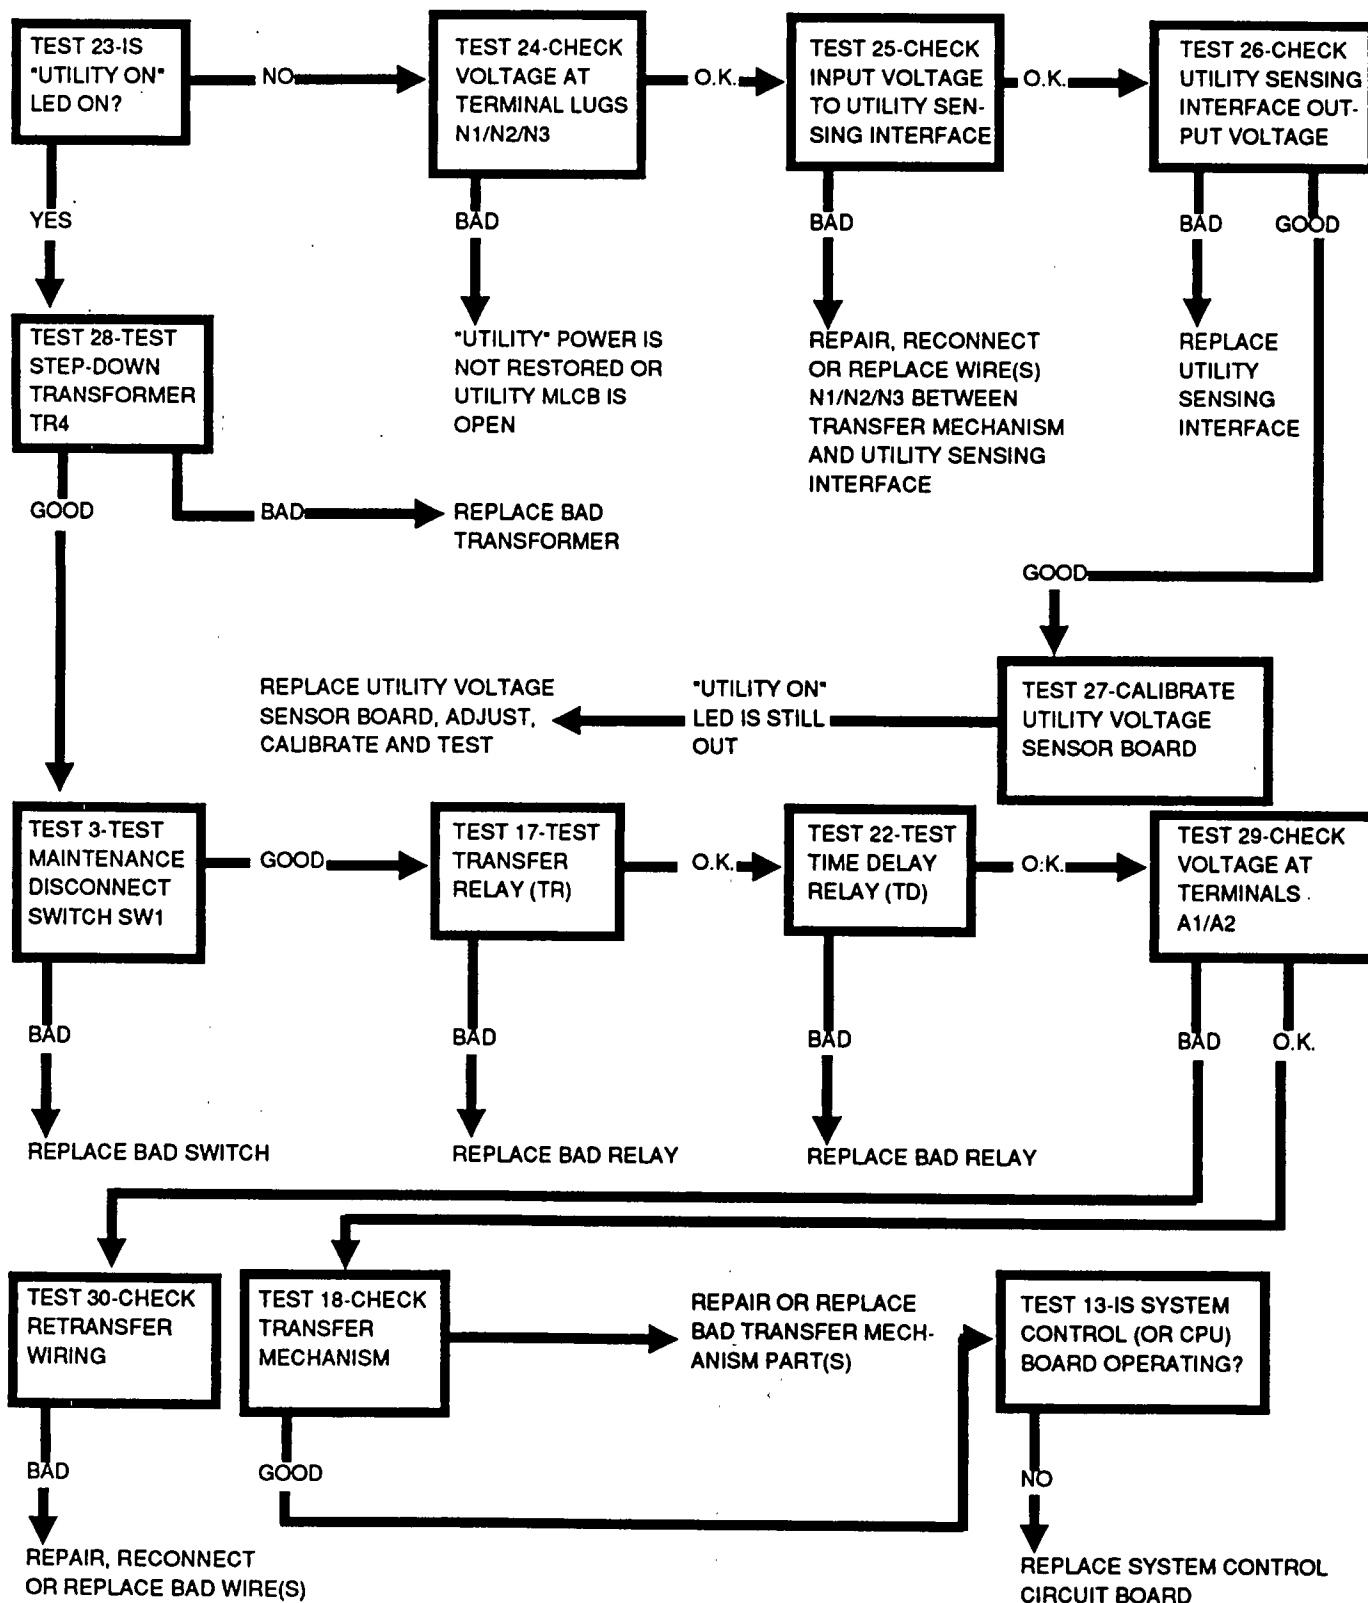 TEST 23-IS
"UTILITY ON"
LED ON?
NO
TEST 24-CHECK
VOLTAGE AT
TERMINAL LUGS
N1/N2/N3
O.K.
TEST 25-CHECK
INPUT VOLTAGE
TO UTILITY SEN-
SING INTERFACE
O.K.
TEST 26-CHECK
UTILITY SENSING
INTERFACE OUT-
PUT VOLTAGE
YES
BAD
BAD
BAD
GOOD
TEST 28-TEST
STEP-DOWN
TRANSFORMER
TR4
"UTILITY" POWER IS
NOT RESTORED OR
UTILITY MLCB IS
OPEN
REPAIR, RECONNECT
OR REPLACE WIRE(S)
N1/N2/N3 BETWEEN
TRANSFER MECHANISM
AND UTILITY SENSING
INTERFACE
REPLACE
UTILITY
SENSING
INTERFACE
GOOD
BAD
REPLACE BAD
TRANSFORMER
GOOD
TEST 27-CALIBRATE
UTILITY VOLTAGE
SENSOR BOARD
"UTILITY ON"
LED IS STILL
OUT
REPLACE UTILITY VOLTAGE
SENSOR BOARD, ADJUST,
CALIBRATE AND TEST
TEST 3-TEST
MAINTENANCE
DISCONNECT
SWITCH SW1
GOOD
TEST 17-TEST
TRANSFER
RELAY (TR)
O.K.
TEST 22-TEST
TIME DELAY
RELAY (TD)
O.K.
TEST 29-CHECK
VOLTAGE AT
TERMINALS
A1/A2
BAD
BAD
BAD
BAD
O.K.
REPLACE BAD SWITCH
REPLACE BAD RELAY
REPLACE BAD RELAY
TEST 30-CHECK
RETRANSFER
WIRING
TEST 18-CHECK
TRANSFER
MECHANISM
REPAIR OR REPLACE
BAD TRANSFER MECH-
ANISM PART(S)
TEST 13-IS SYSTEM
CONTROL (OR CPU)
BOARD OPERATING?
BAD
GOOD
NO
REPAIR, RECONNECT
OR REPLACE BAD WIRE(S)
REPLACE SYSTEM CONTROL
CIRCUIT BOARD